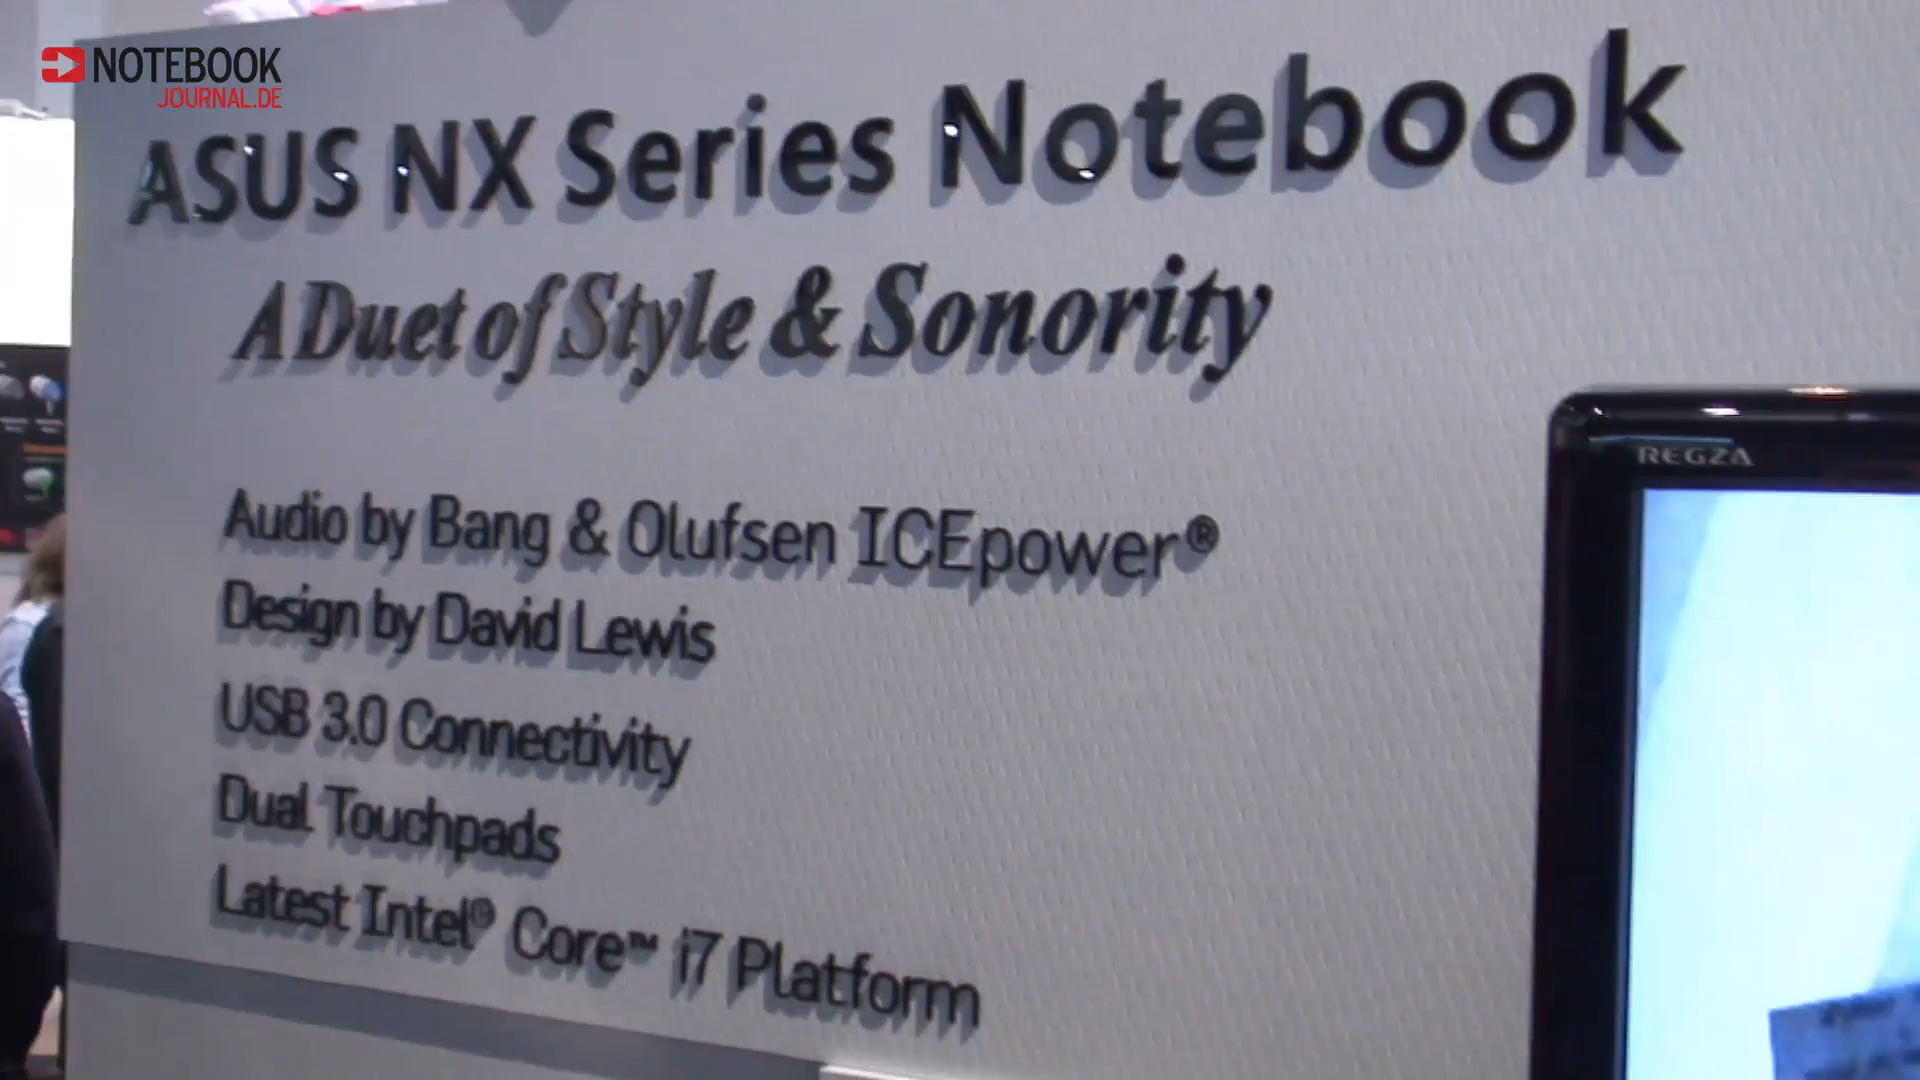 NOTEBOOK
JOURNAL.DE
ASUS NX Series Notebook
A Duet of Style & Sonority
Audio by Bang & Olufsen ICEpower®
Design by David Lewis
USB 3.0 Connectivity
Dual Touchpads
Latest Intel® Core™ i7 Platform
REGZA